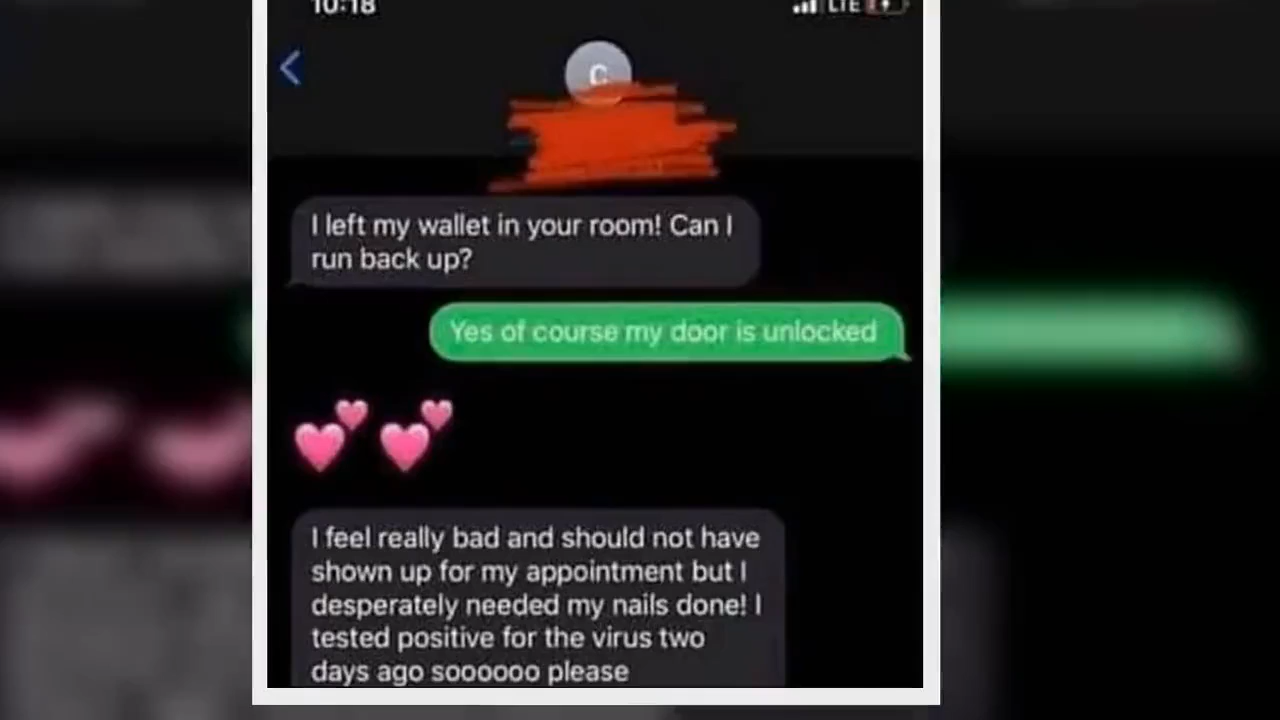 10:18
LTE
C
I left my wallet in your room! Can I
run back up?
Yes of course my door is unlocked
💕 💕
I feel really bad and should not have
shown up for my appointment but I
desperately needed my nails done! I
tested positive for the virus two
days ago soooooo please